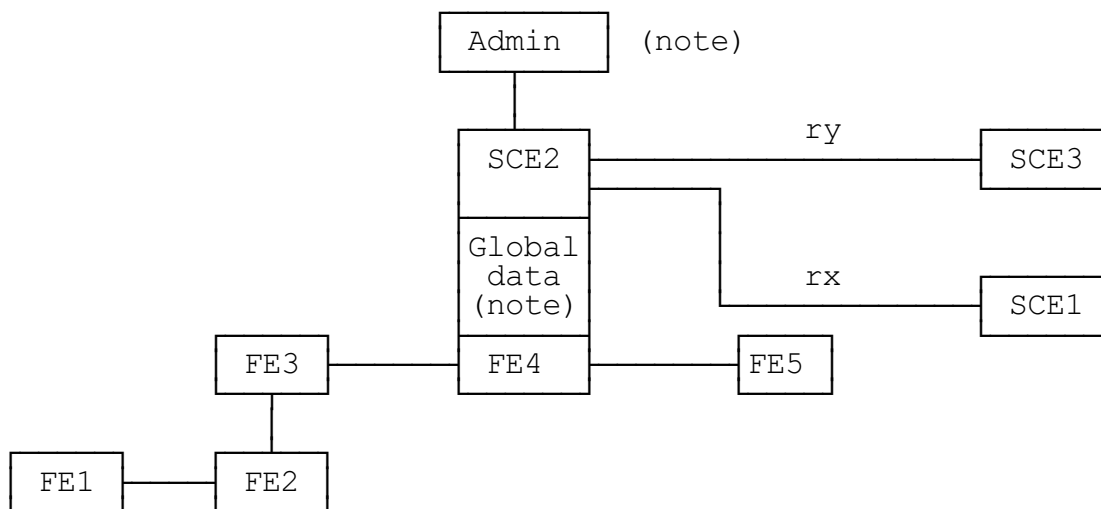 Admin (note)
ry
SCE2
SCE3
Global
data
(note)
rx
SCE1
FE3
FE4
FE5
FE1
FE2